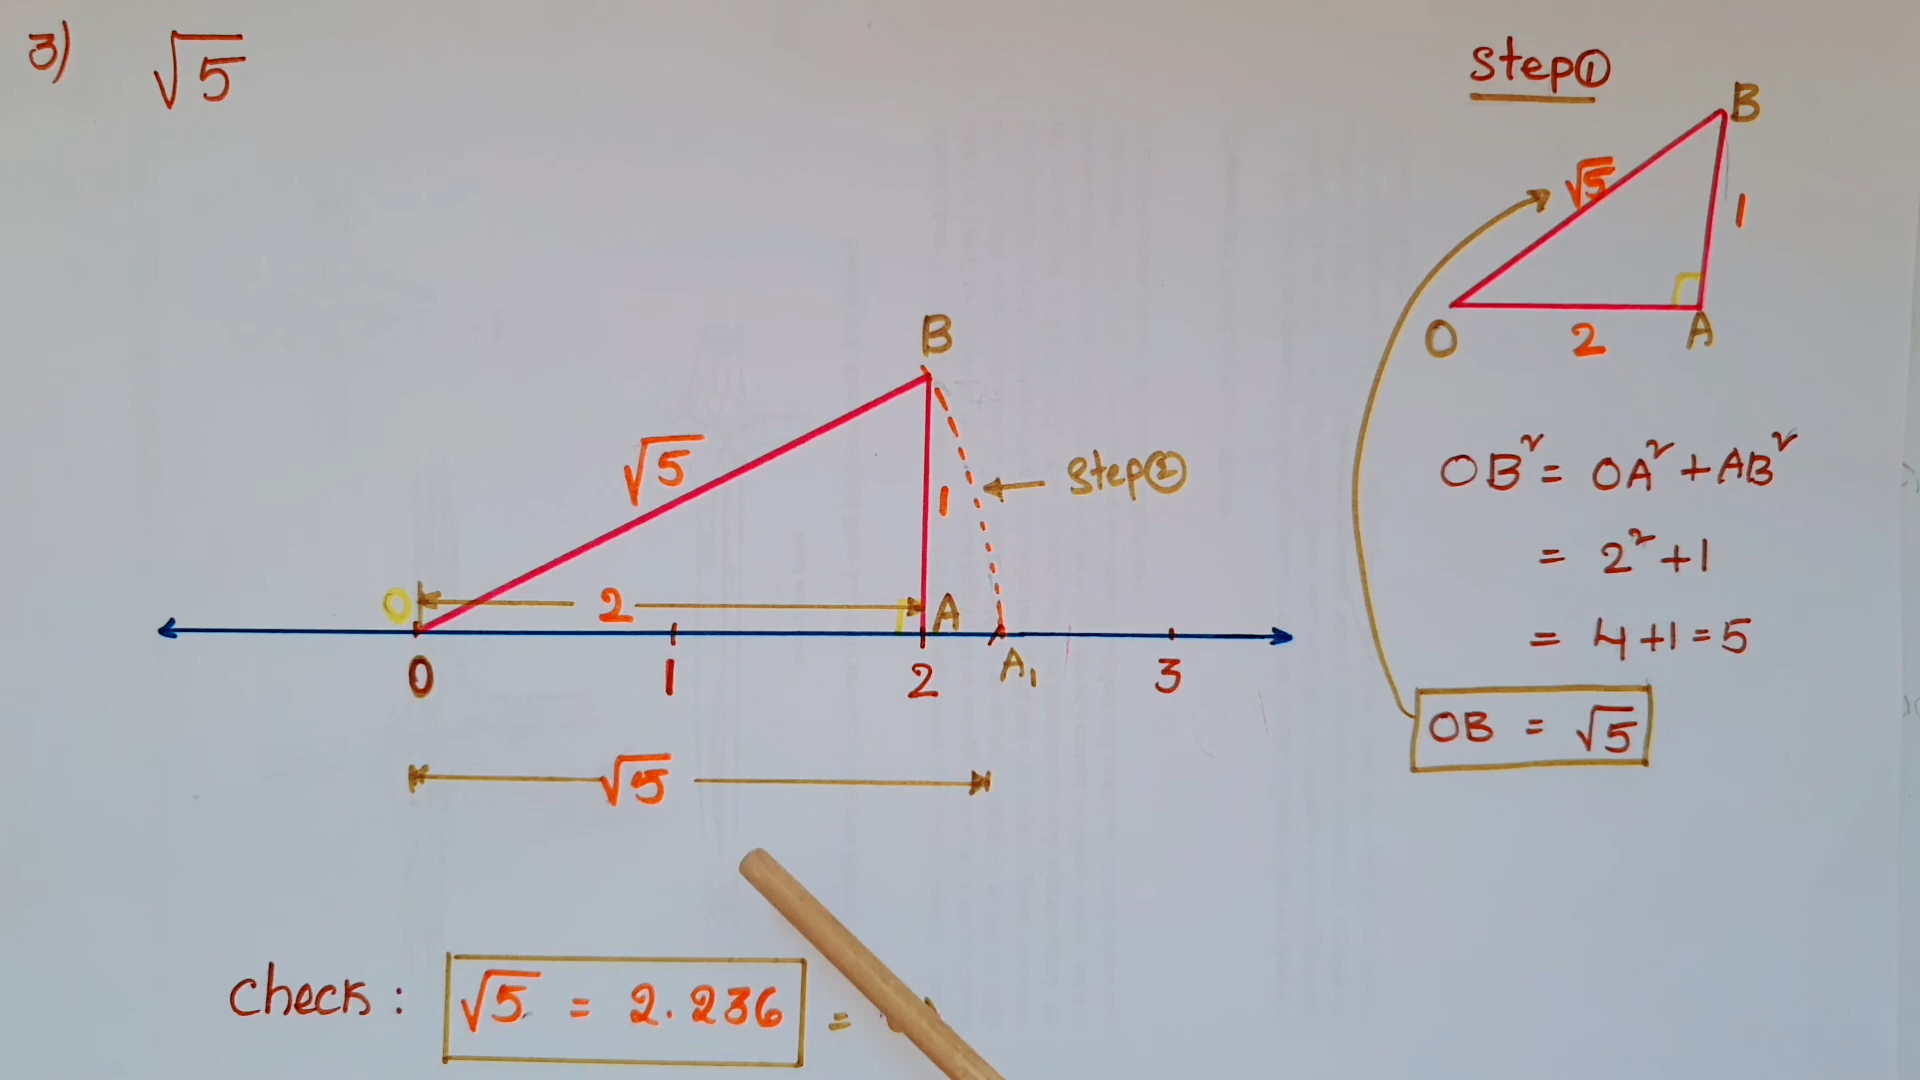 3) √5
step①
B
√5
1
O 2 A
B
√5
1
step②
O 2 A
0 1 2 A₁ 3
√5
OB² = OA² + AB²
= 2² + 1
= 4 + 1 = 5
OB = √5
check : √5 = 2.236 =